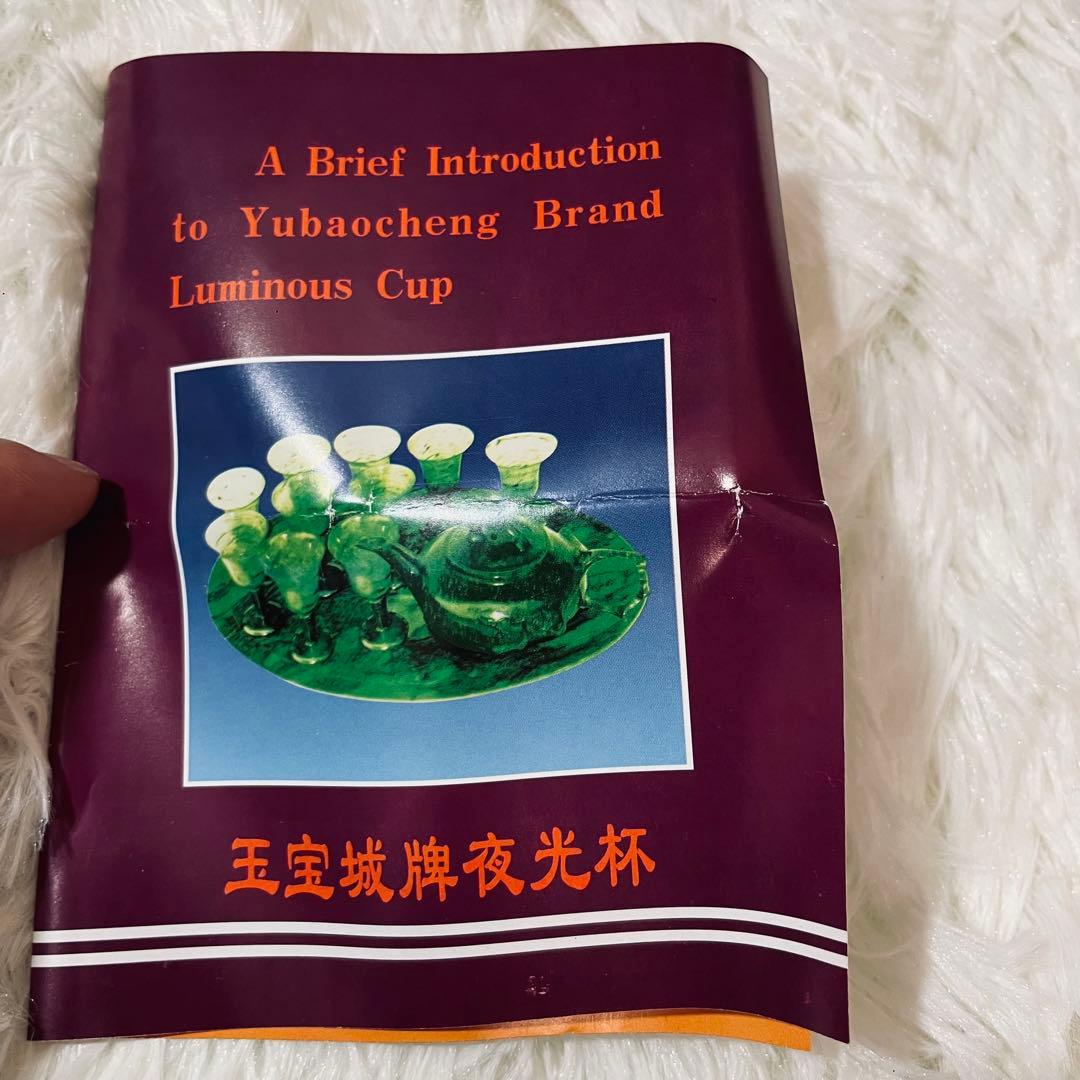 A Brief Introduction
to Yubaocheng Brand
Luminous Cup
玉宝城牌夜光杯